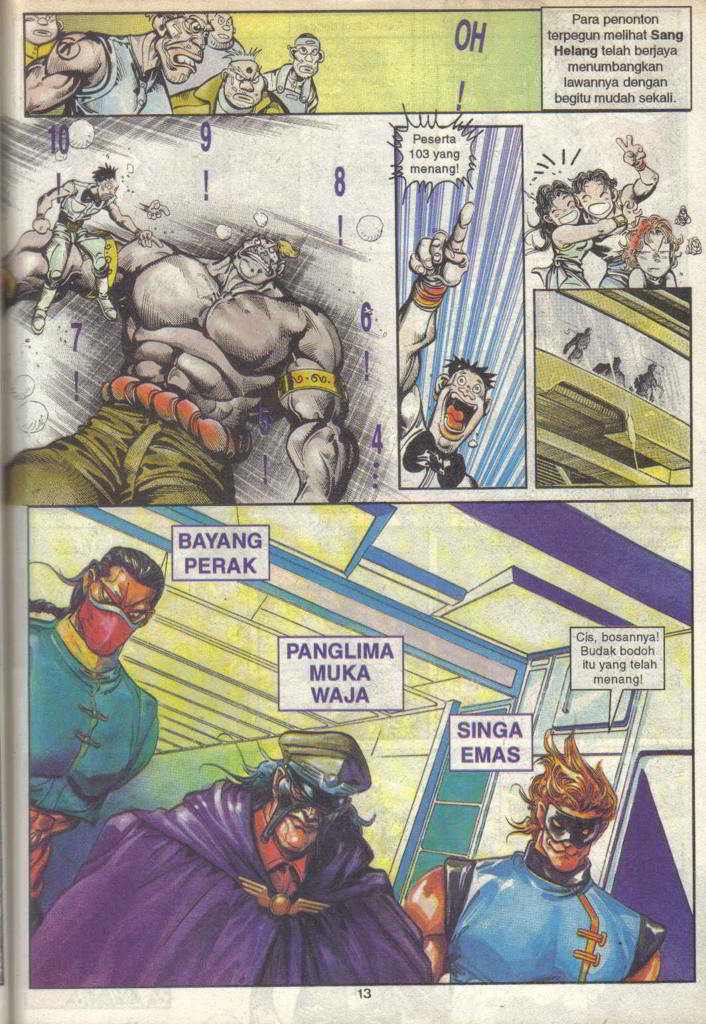 OH
!
Para penonton
terpegun melihat Sang
Helang telah berjaya
menumbangkan
lawannya dengan
begitu mudah sekali.
10
!
9
!
8
!
7
!
6
!
5
!
4
...
Peserta
103 yang
menang!
BAYANG
PERAK
PANGLIMA
MUKA
WAJA
SINGA
EMAS
Cis, bosannya!
Budak bodoh
itu yang telah
menang!
13